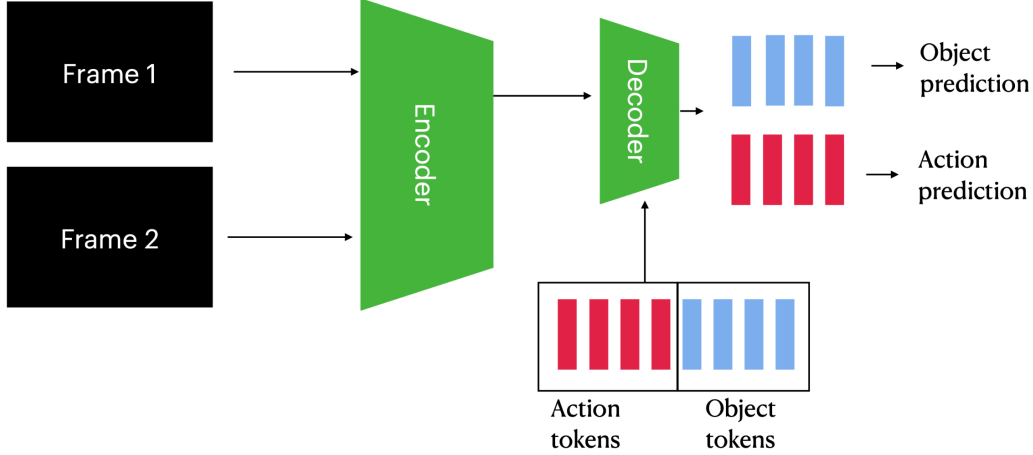 Frame 1
Frame 2
Encoder
Decoder
Object
prediction
Action
prediction
Action
tokens
Object
tokens